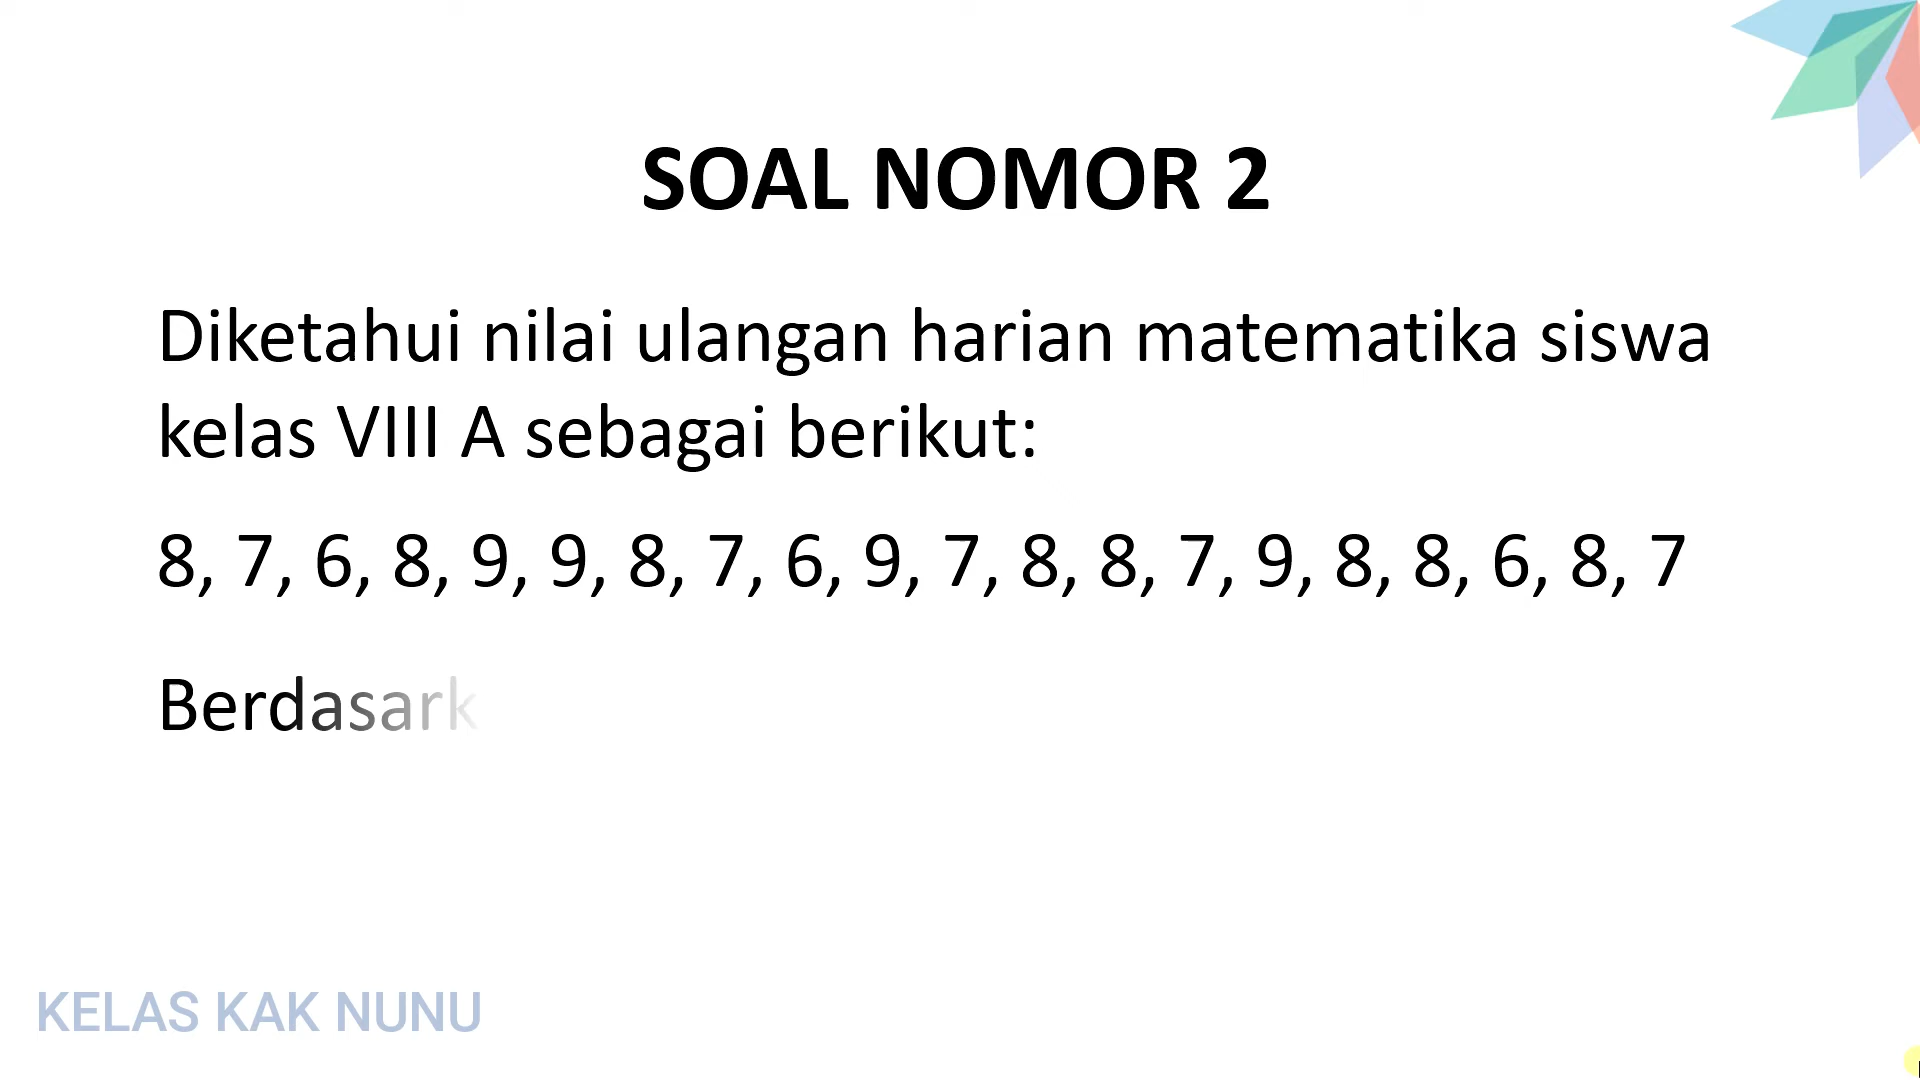 SOAL NOMOR 2
Diketahui nilai ulangan harian matematika siswa
kelas VIII A sebagai berikut:
8, 7, 6, 8, 9, 9, 8, 7, 6, 9, 7, 8, 8, 7, 9, 8, 8, 6, 8, 7
Berdasark
KELAS KAK NUNU